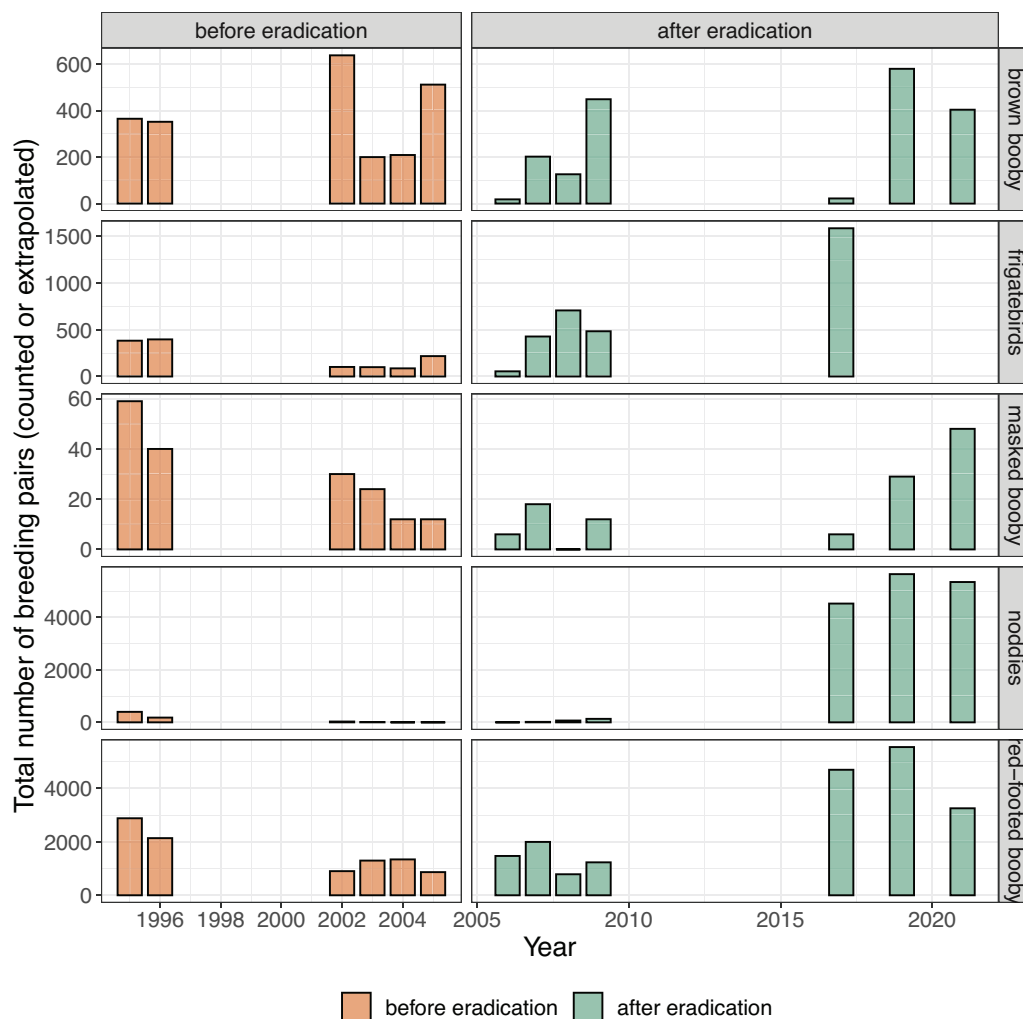 before eradication after eradication
Total number of breeding pairs (counted or extrapolated)
600
400
200
0
brown booby
1500
1000
500
0
frigatebirds
60
40
20
0
masked booby
4000
2000
0
noddies
4000
2000
0
red-footed booby
1996 1998 2000 2002 2004 2005 2010 2015 2020
Year
before eradication after eradication